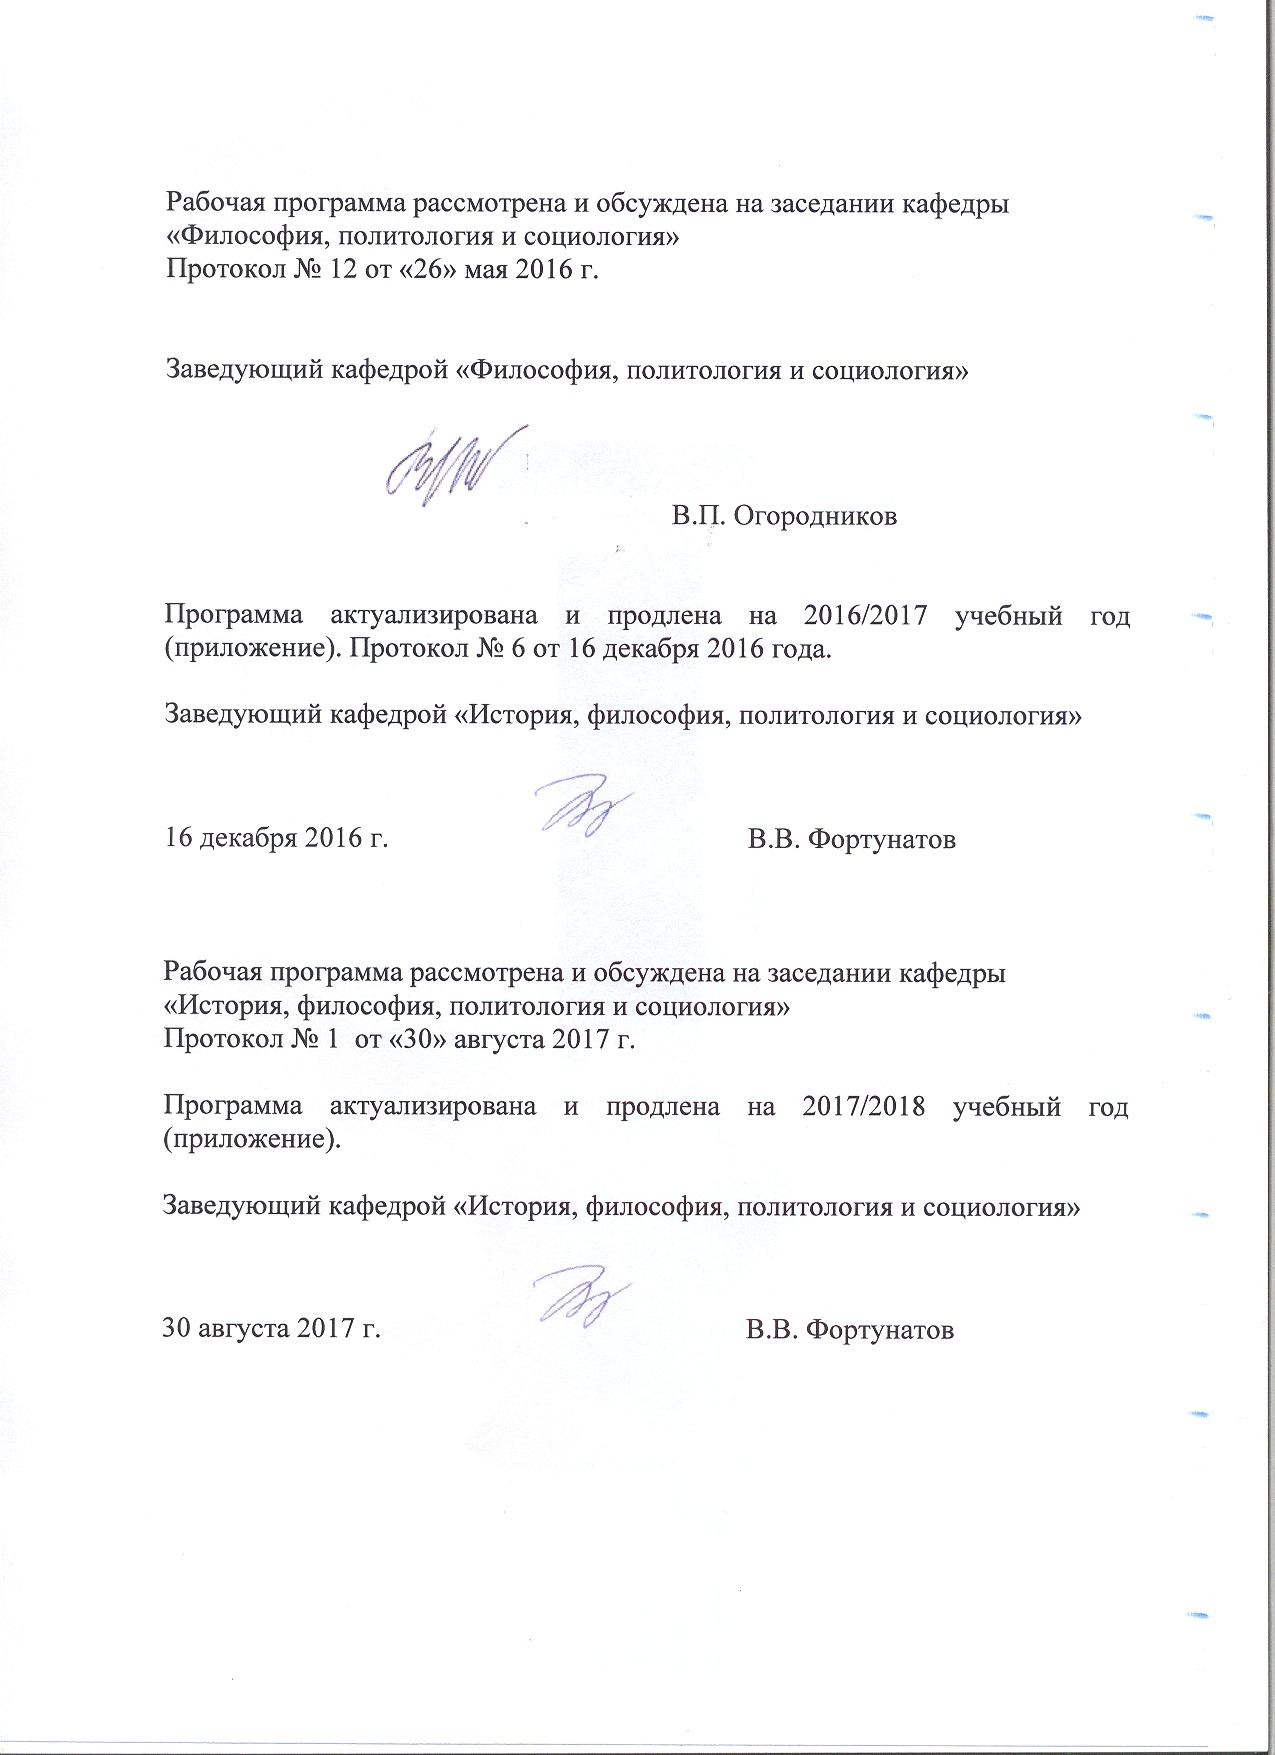 Рабочая программа рассмотрена и обсуждена на заседании кафедры
«Философия, политология и социология»
Протокол № 12 от «26» мая 2016 г.
Заведующий кафедрой «Философия, политология и социология»
В.П. Огородников
Программа актуализирована и продлена на 2016/2017 учебный год
(приложение). Протокол № 6 от 16 декабря 2016 года.
Заведующий кафедрой «История, философия, политология и социология»
16 декабря 2016 г. В.В. Фортунатов
Рабочая программа рассмотрена и обсуждена на заседании кафедры
«История, философия, политология и социология»
Протокол № 1 от «30» августа 2017 г.
Программа актуализирована и продлена на 2017/2018 учебный год
(приложение).
Заведующий кафедрой «История, философия, политология и социология»
30 августа 2017 г. В.В. Фортунатов